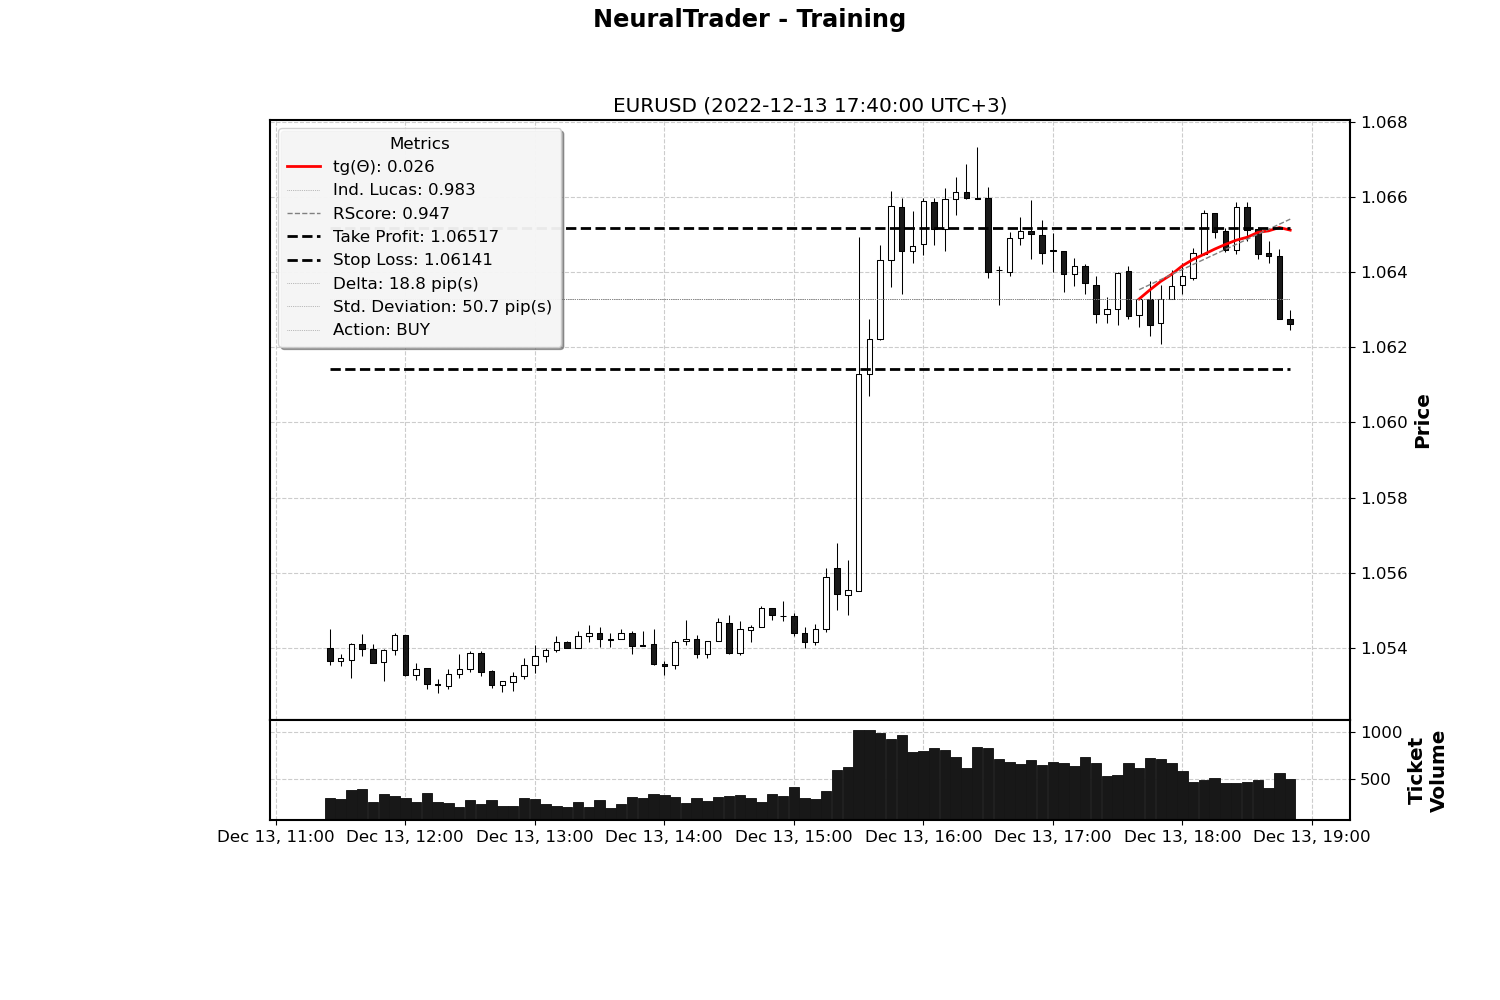 NeuralTrader - Training
EURUSD (2022-12-13 17:40:00 UTC+3)
Metrics
tg(Θ): 0.026
Ind. Lucas: 0.983
RScore: 0.947
Take Profit: 1.06517
Stop Loss: 1.06141
Delta: 18.8 pip(s)
Std. Deviation: 50.7 pip(s)
Action: BUY
1.068
1.066
1.064
1.062
1.060
1.058
1.056
1.054
Price
1000
500
Ticket
Volume
Dec 13, 11:00 Dec 13, 12:00 Dec 13, 13:00 Dec 13, 14:00 Dec 13, 15:00 Dec 13, 16:00 Dec 13, 17:00 Dec 13, 18:00 Dec 13, 19:00